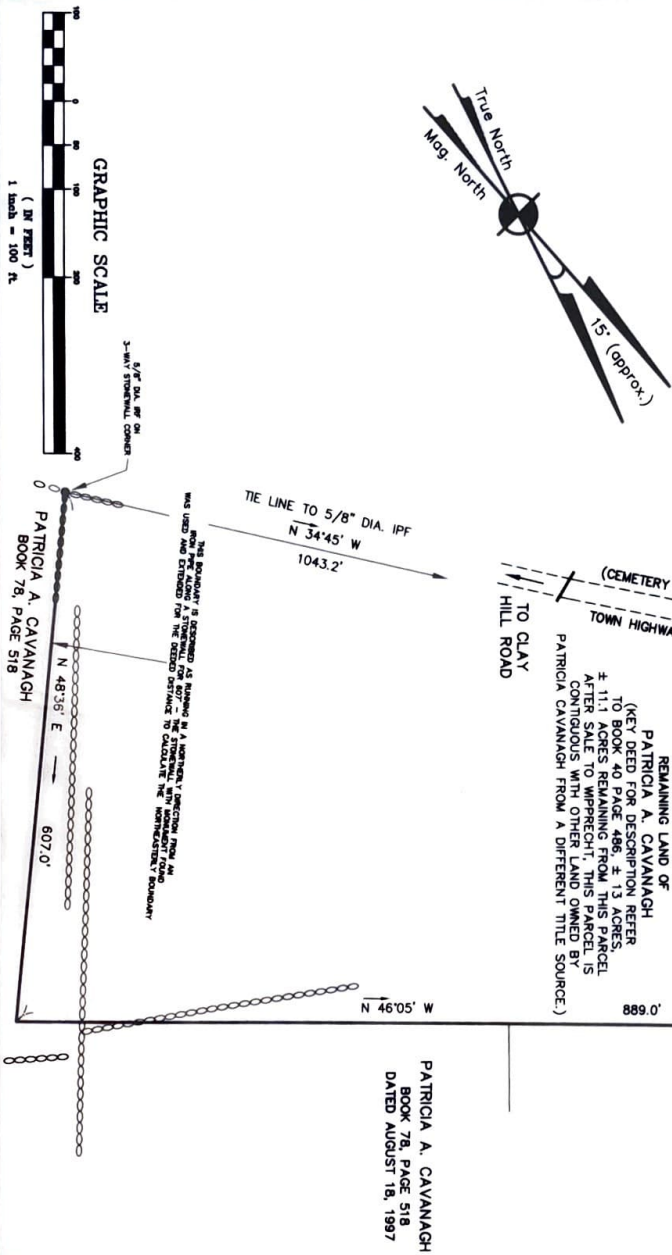 True North
Mag. North
15° (approx.)
GRAPHIC SCALE
100
0
50
100
200
400
( IN FEET )
1 inch = 100 ft.
5/8" DIA. IPF ON
3-WAY STONEWALL CORNER
TIE LINE TO 5/8" DIA. IPF
N 34°45' W
1043.2'
(CEMETERY
TOWN HIGHWA
TO CLAY
HILL ROAD
REMAINING LAND OF
PATRICIA A. CAVANAGH
(KEY DEED FOR DESCRIPTION REFER
TO BOOK 40 PAGE 486, ± 13 ACRES,
± 11.1 ACRES REMAINING FROM THIS PARCEL
AFTER SALE TO WIPPRECHT, THIS PARCEL IS
CONTIGUOUS WITH OTHER LAND OWNED BY
PATRICIA CAVANAGH FROM A DIFFERENT TITLE SOURCE.)
889.0'
THIS BOUNDARY IS DESCRIBED AS RUNNING IN A NORTHERLY DIRECTION FROM AN
IRON PIPE ALONG A STONEWALL FOR 607' - THE STONEWALL WITH MONUMENT FOUND
WAS USED AND EXTENDED FOR THE DEEDED DISTANCE TO CALCULATE THE NORTHEASTERLY BOUNDARY
N 48°36' E
607.0'
PATRICIA A. CAVANAGH
BOOK 78, PAGE 518
N 46°05' W
PATRICIA A. CAVANAGH
BOOK 78, PAGE 518
DATED AUGUST 18, 1997